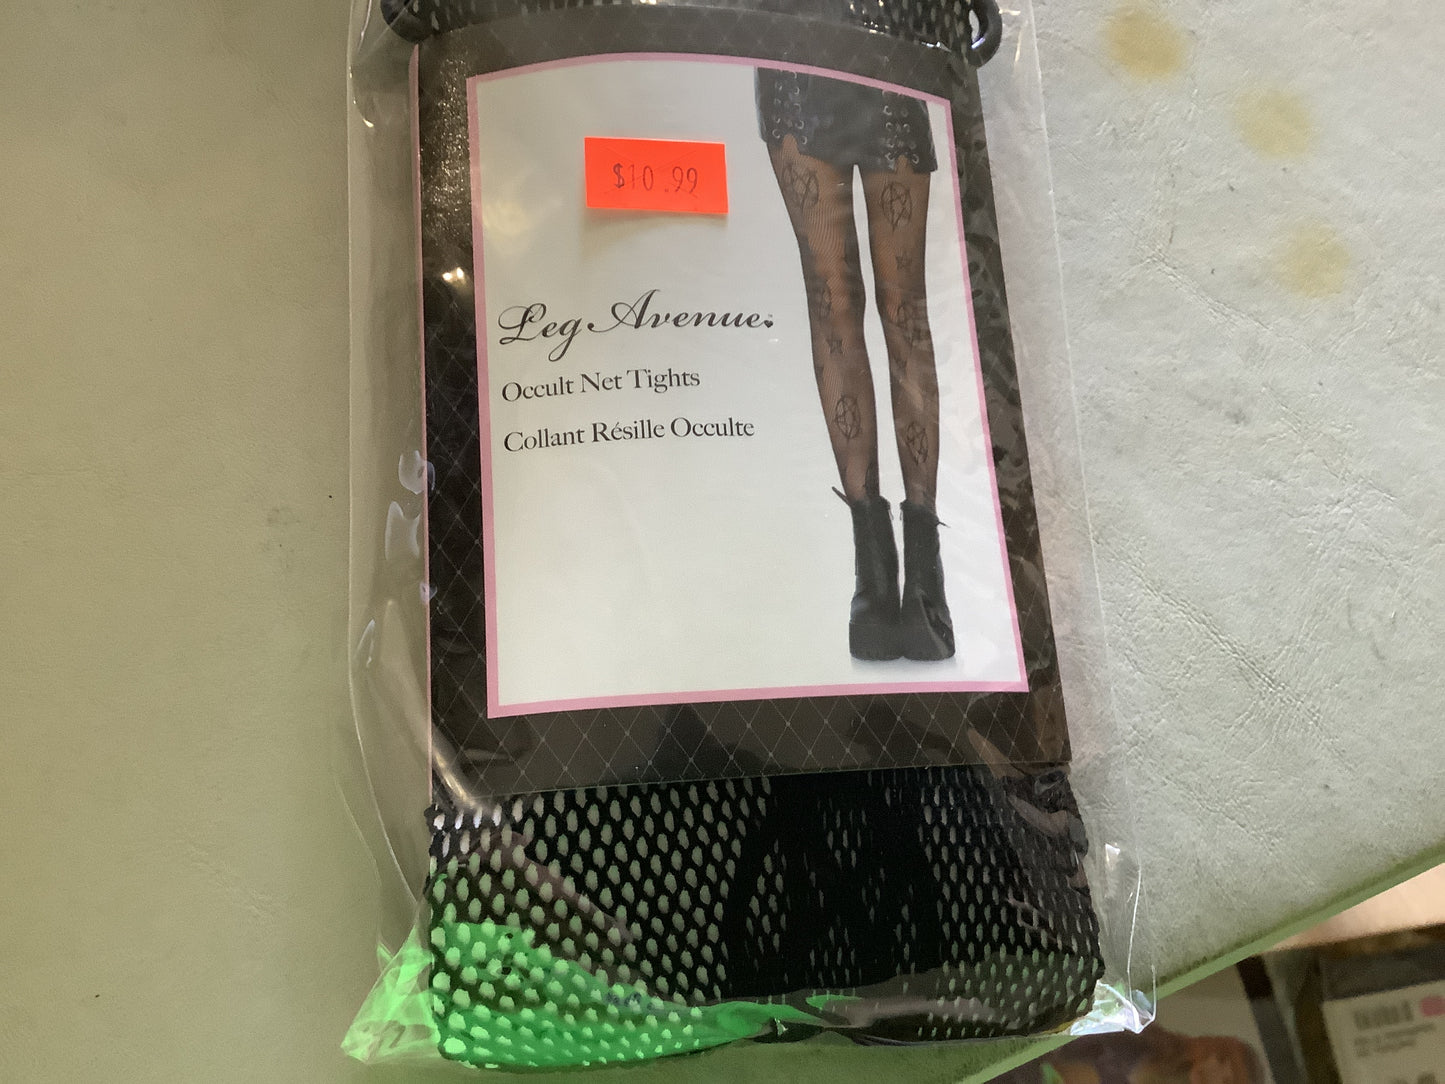 $10.99
Leg Avenue
Occult Net Tights
Collant Résille Occulte